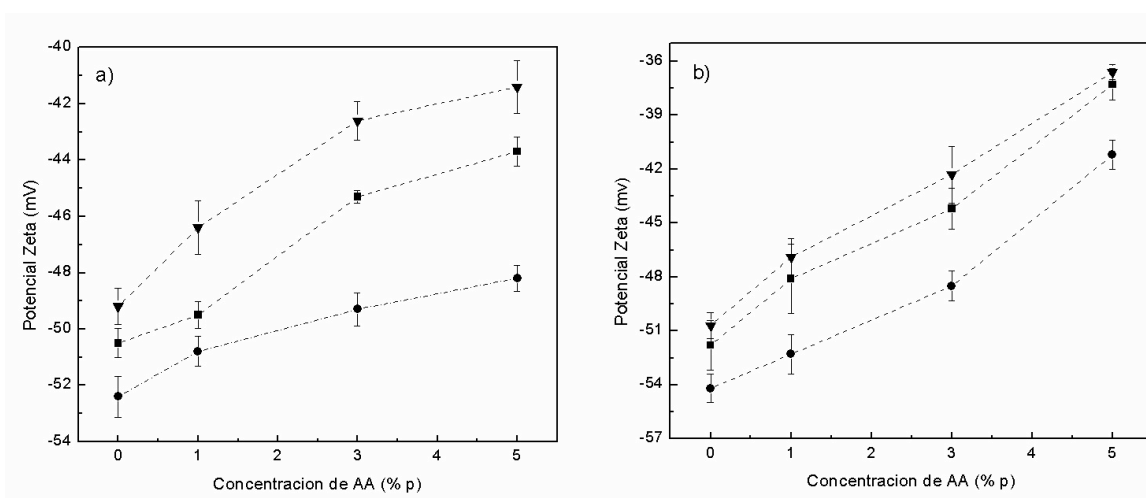 a)
-40
-42
-44
-46
-48
-50
-52
-54
Potencial Zeta (mV)
0 1 2 3 4 5
Concentracion de AA (% p)
b)
-36
-39
-42
-45
-48
-51
-54
-57
Potencial Zeta (mv)
0 1 2 3 4 5
Concentracion de AA (% p)